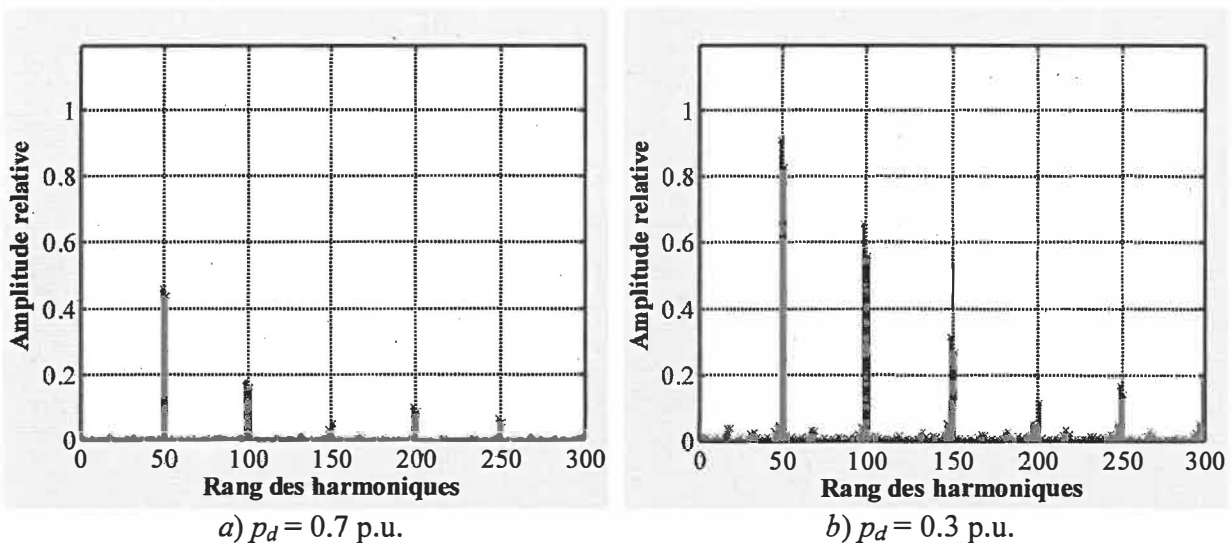 Amplitude relative
1
0.8
0.6
0.4
0.2
0
0 50 100 150 200 250 300
Rang des harmoniques
a) p_d = 0.7 p.u.
Amplitude relative
1
0.8
0.6
0.4
0.2
0
0 50 100 150 200 250 300
Rang des harmoniques
b) p_d = 0.3 p.u.